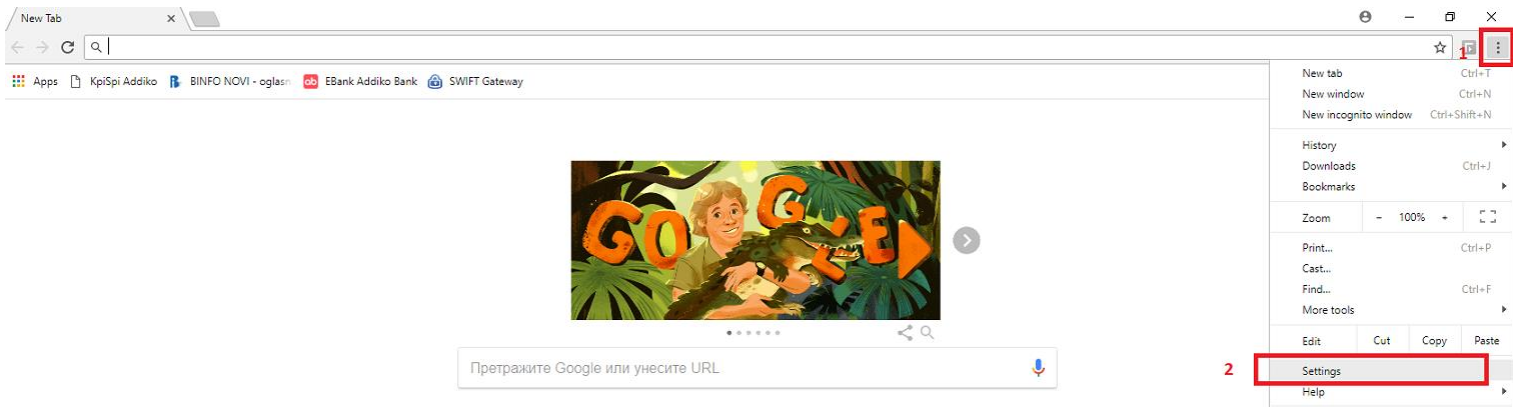 New Tab
1
Apps KpiSpi Addiko BINFO NOVI - oglasn EBank Addiko Bank SWIFT Gateway
New tab Ctrl+T
New window Ctrl+N
New incognito window Ctrl+Shift+N
History
Downloads Ctrl+J
Bookmarks
Zoom - 100% +
Print... Ctrl+P
Cast...
Find... Ctrl+F
More tools
Edit Cut Copy Paste
2 Settings
Help
GOOGLE
Претражите Google или унесите URL